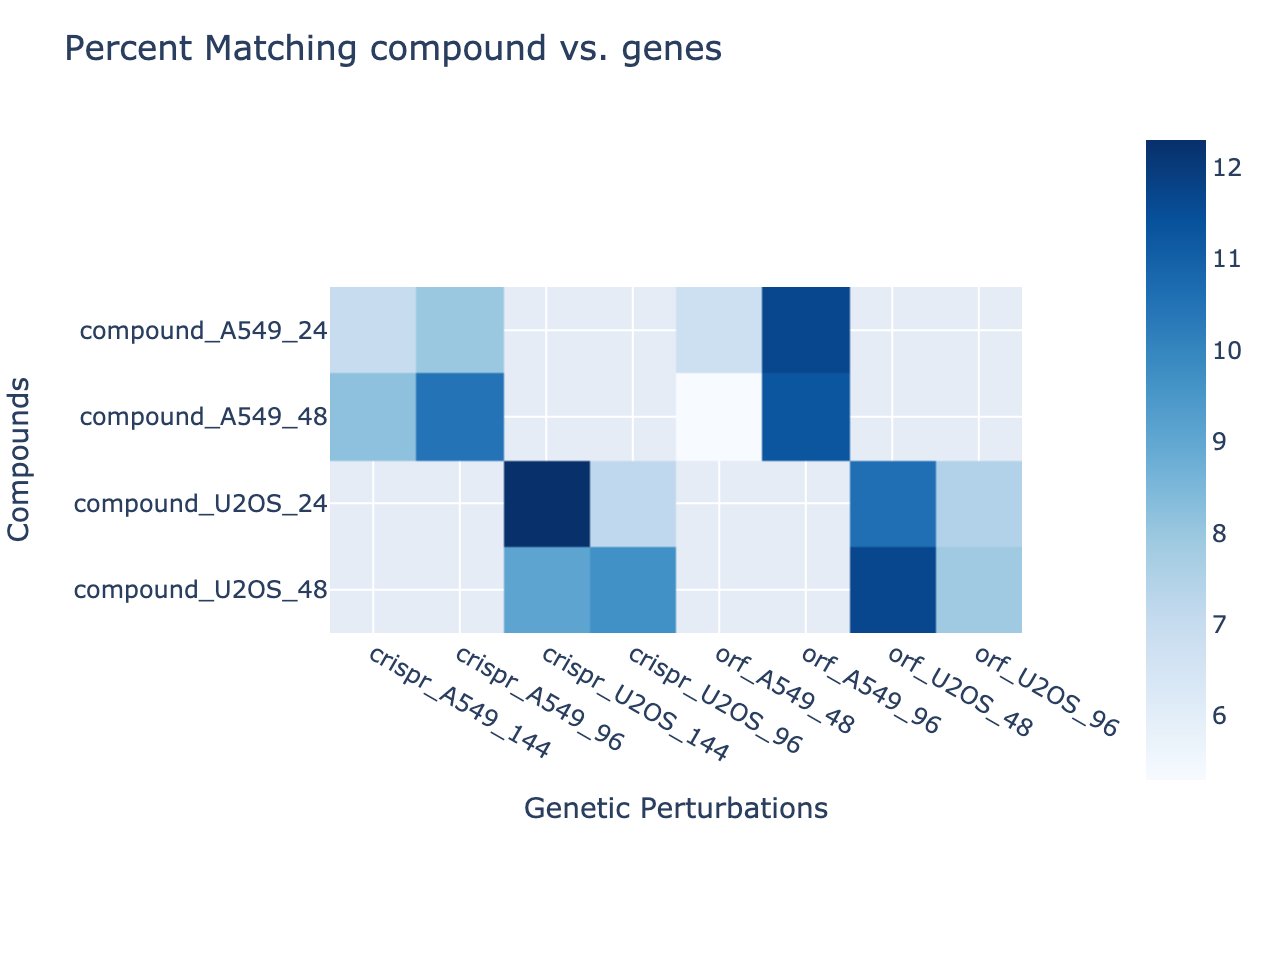 Percent Matching compound vs. genes
Compounds
compound_A549_24
compound_A549_48
compound_U2OS_24
compound_U2OS_48
crispr_A549_144
crispr_A549_96
crispr_U2OS_144
crispr_U2OS_96
orf_A549_48
orf_A549_96
orf_U2OS_48
orf_U2OS_96
Genetic Perturbations
12
11
10
9
8
7
6